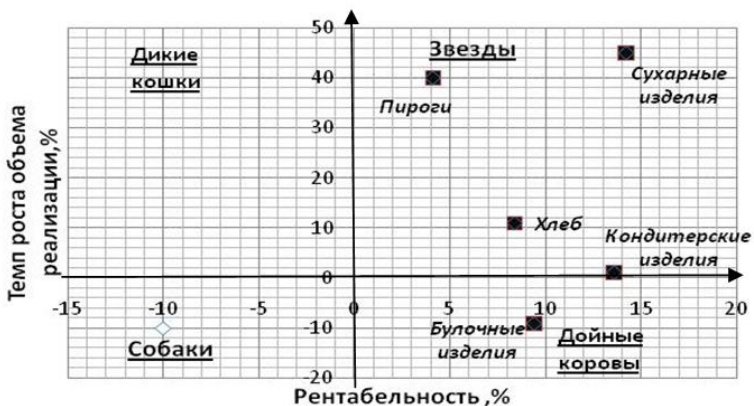 50
Дикие
кошки
Звезды
40
Пироги
Сухарные
изделия
30
20
10
Хлеб
Кондитерские
изделия
0
-15
-10
-5
0
5
10
15
20
-10
Собаки
Булочные
изделия
Дойные
коровы
-20
Рентабельность ,%
Темп роста объема
реализации,%